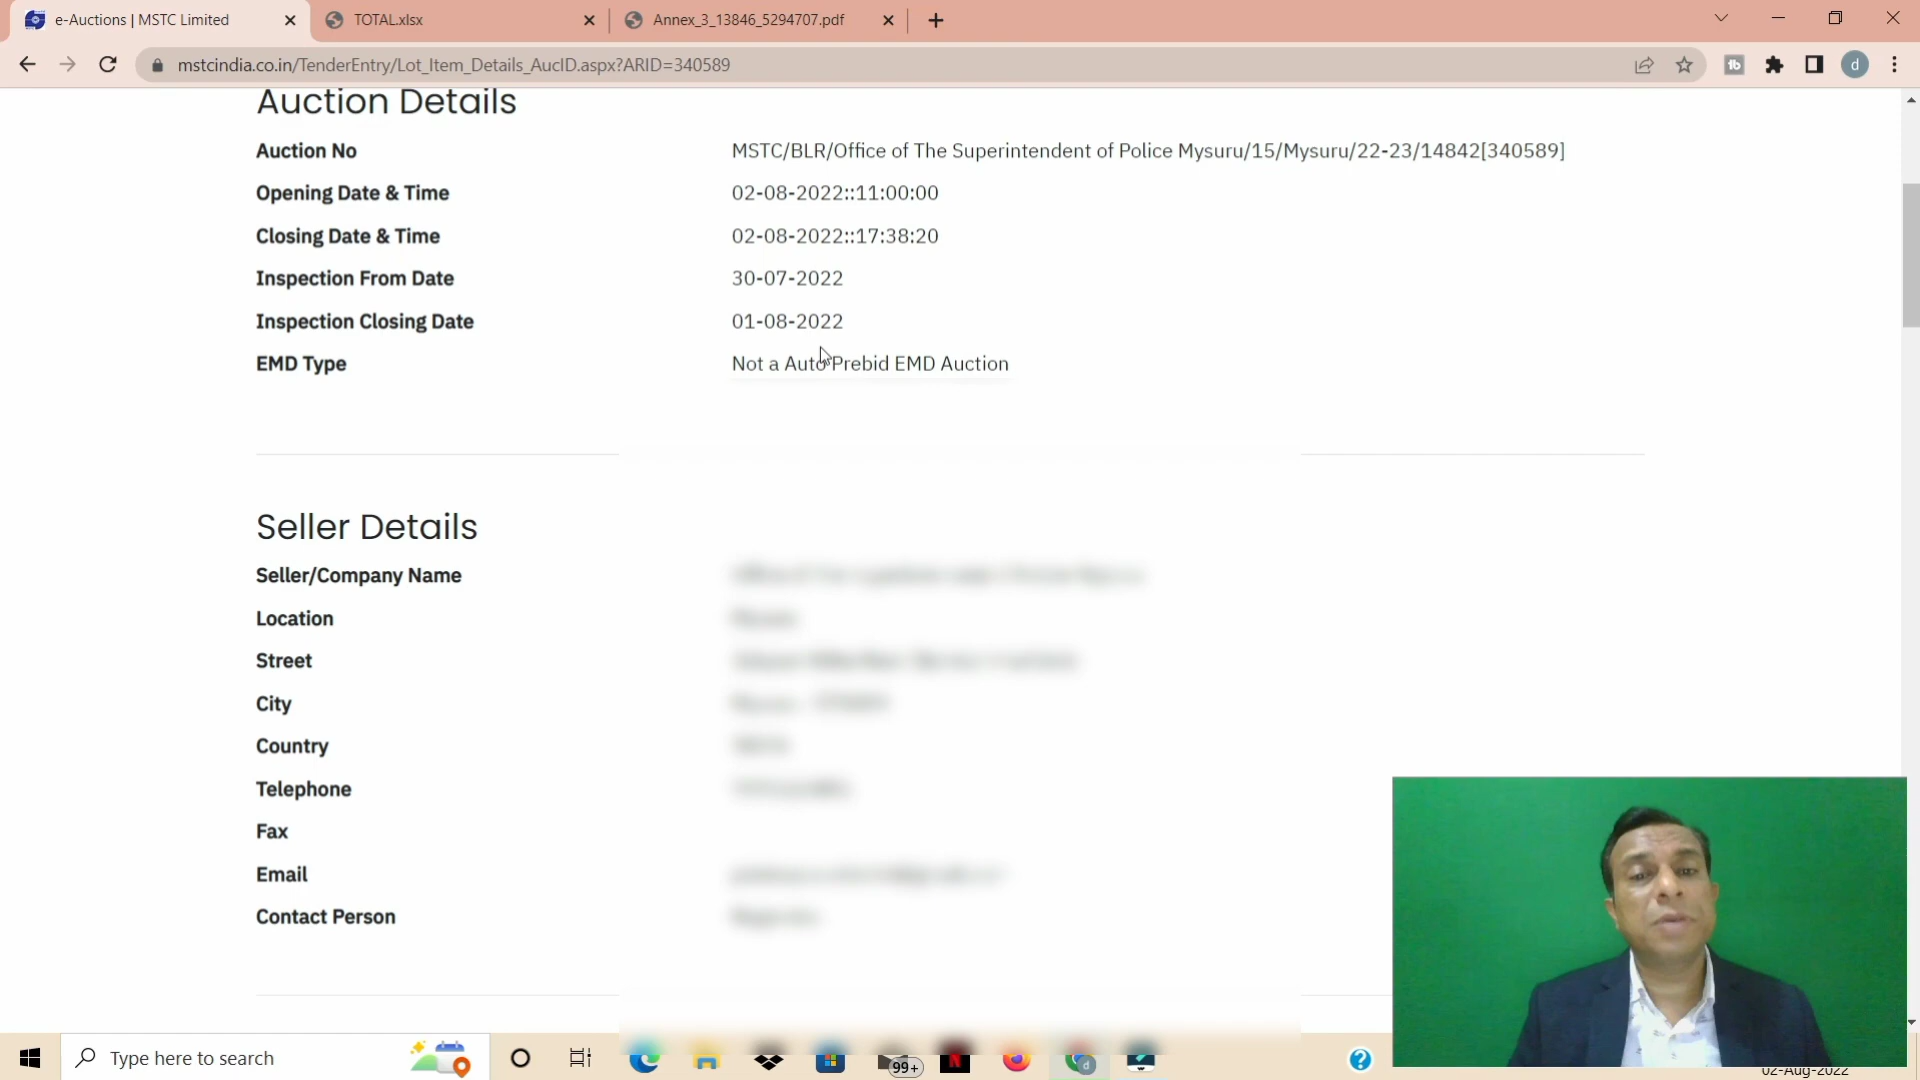 e-Auctions | MSTC Limited
TOTAL.xlsx
Annex_3_13846_5294707.pdf
mstcindia.co.in/TenderEntry/Lot_Item_Details_AucID.aspx?ARID=340589
Auction Details
Auction No MSTC/BLR/Office of The Superintendent of Police Mysuru/15/Mysuru/22-23/14842[340589]
Opening Date & Time 02-08-2022::11:00:00
Closing Date & Time 02-08-2022::17:38:20
Inspection From Date 30-07-2022
Inspection Closing Date 01-08-2022
EMD Type Not a Auto Prebid EMD Auction
Seller Details
Seller/Company Name
Location
Street
City
Country
Telephone
Fax
Email
Contact Person
Type here to search
99+
02-Aug-2022